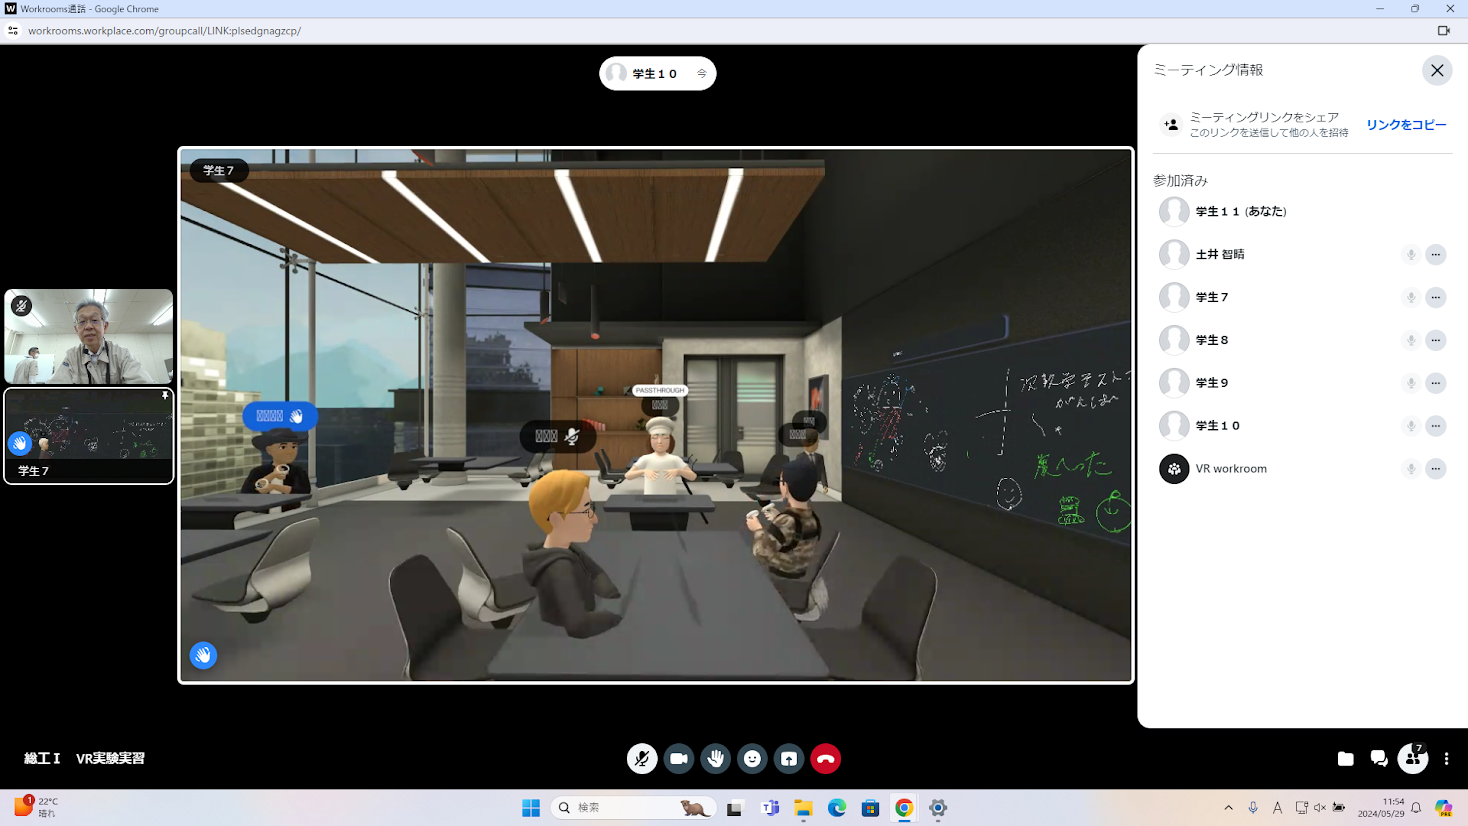 Workrooms通話 - Google Chrome
workrooms.workplace.com/groupcall/LINK:plsedgnagzcp/
学生１０ 今
学生７
PASSTHROUGH
学生７
ミーティング情報
ミーティングリンクをシェア
このリンクを送信して他の人を招待
リンクをコピー
参加済み
学生１１ (あなた)
土井 智晴
学生７
学生８
学生９
学生１０
VR workroom
総工Ｉ　VR実験実習
7
1
22°C
晴れ
検索
A
11:54
2024/05/29
PRE